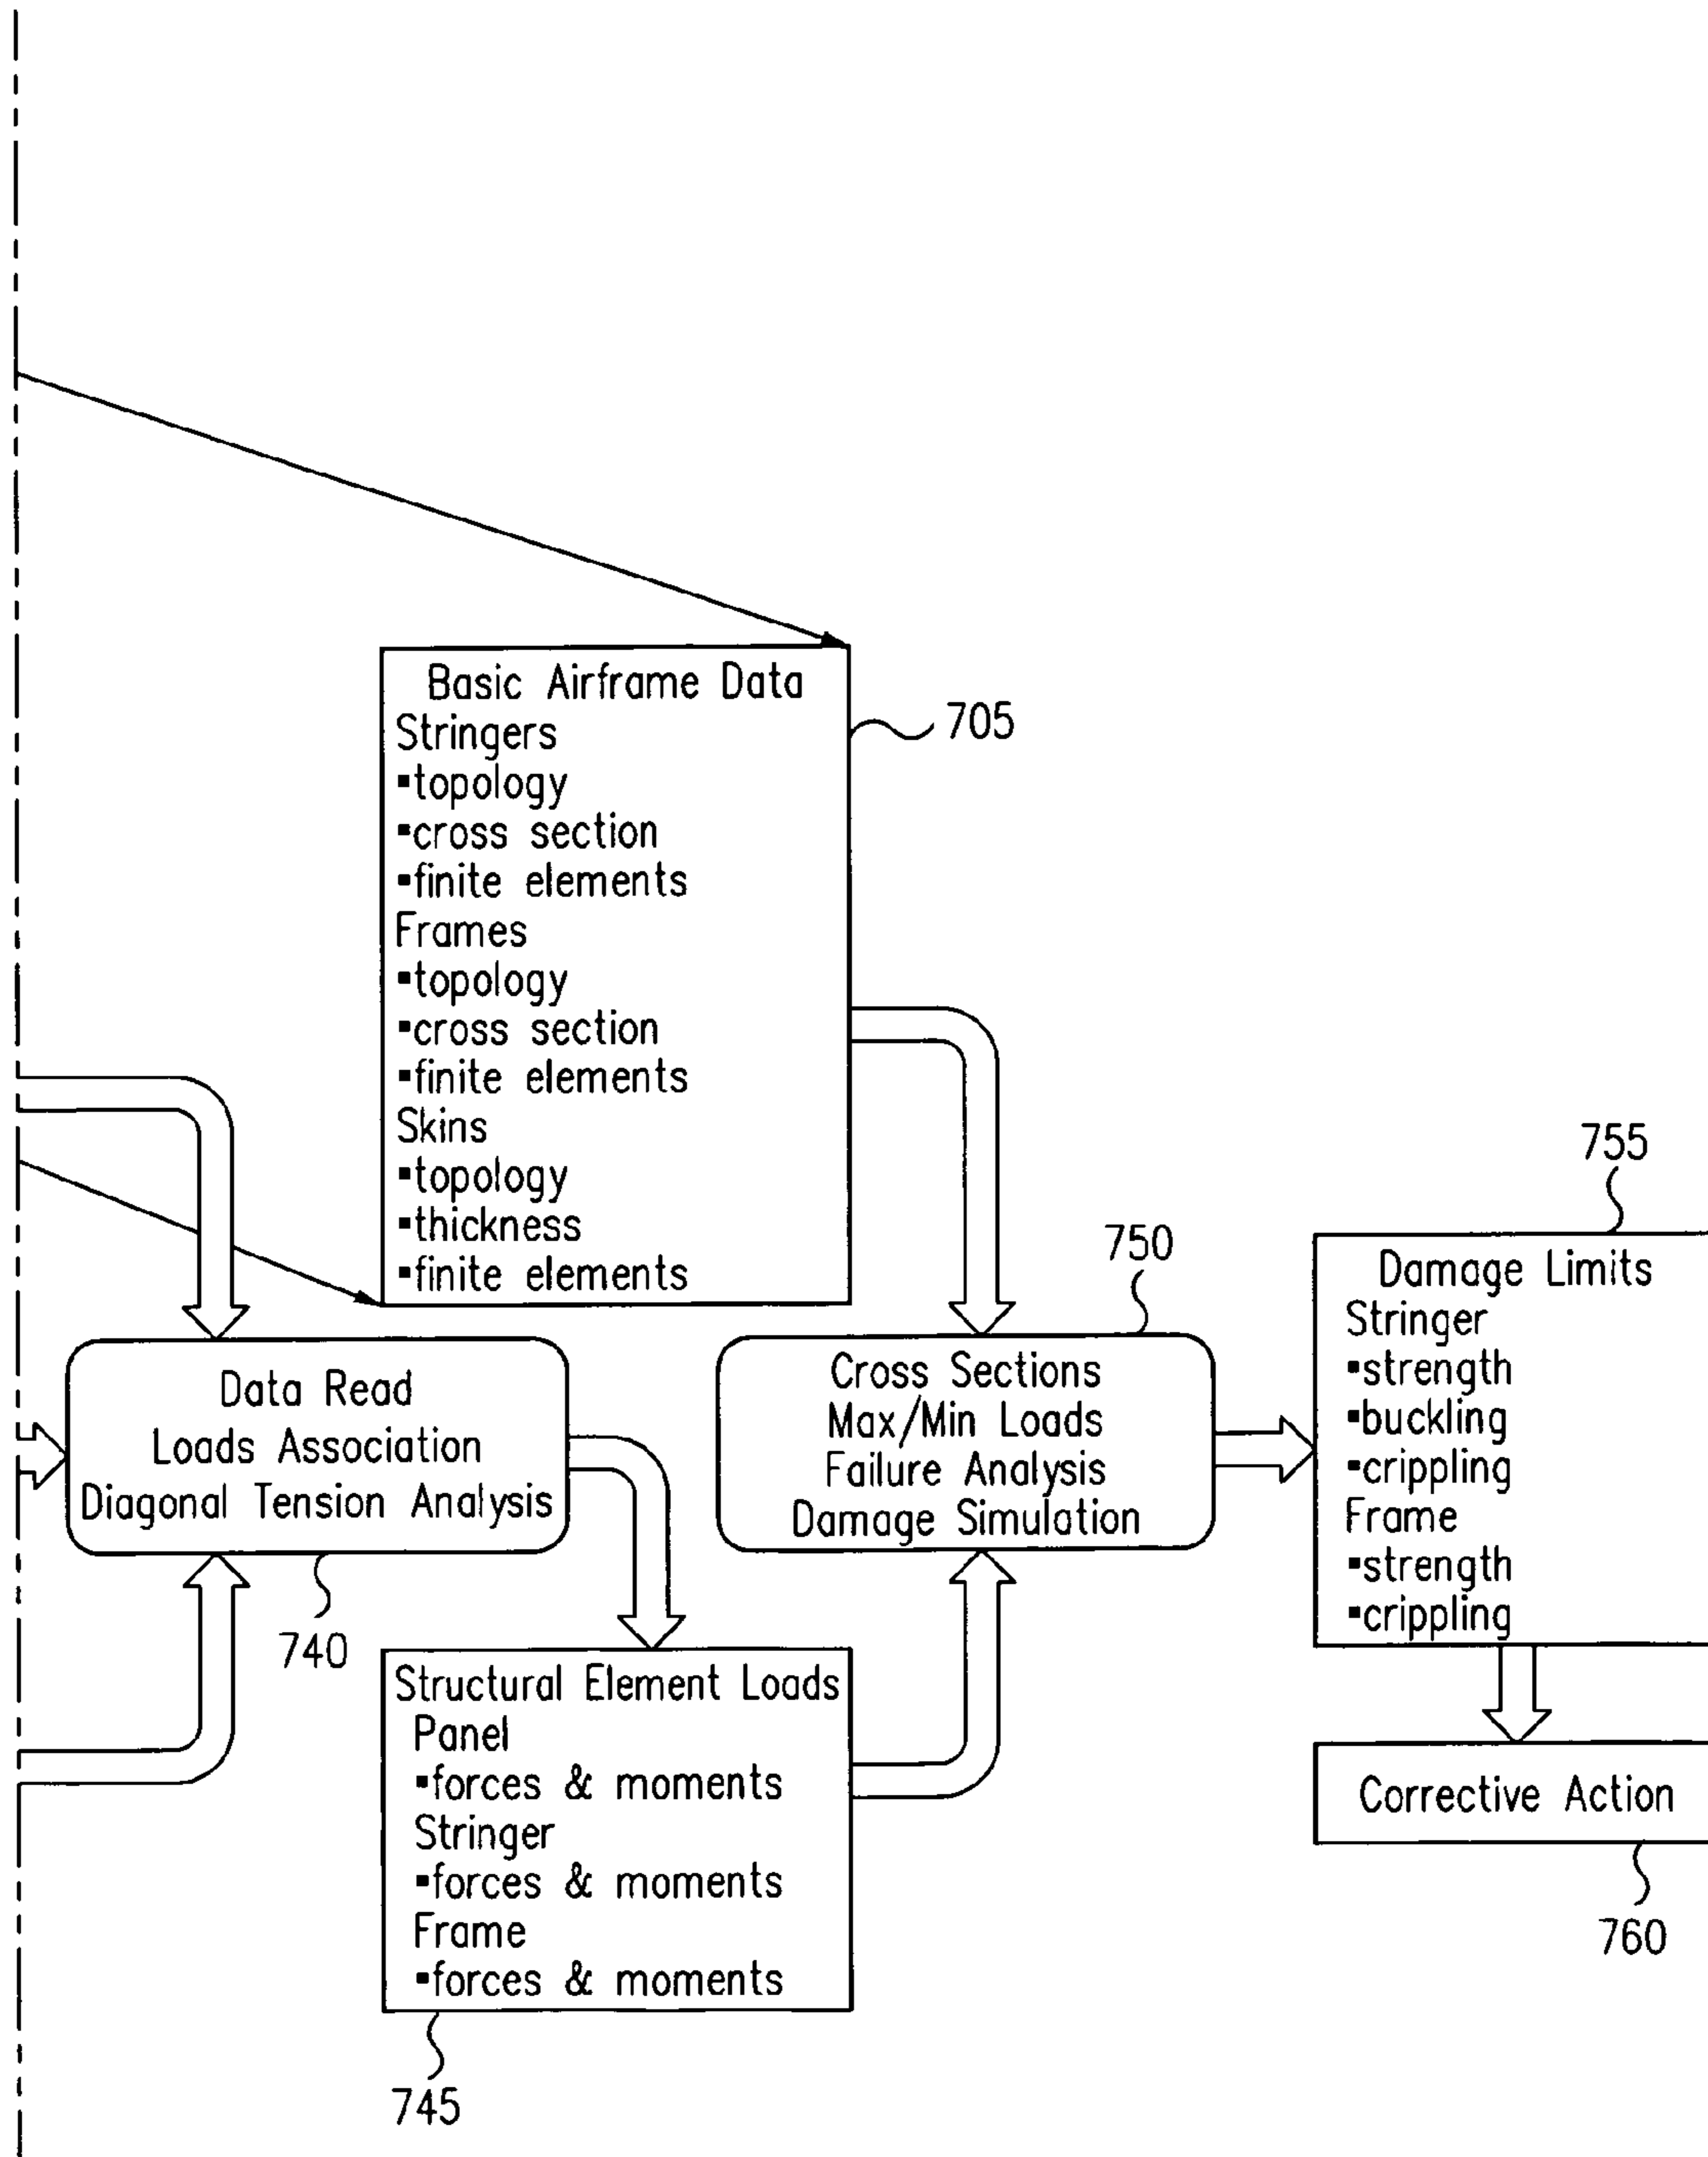 Basic Airframe Data
Stringers
▪topology
▪cross section
▪finite elements
Frames
▪topology
▪cross section
▪finite elements
Skins
▪topology
▪thickness
▪finite elements
705
Data Read
Loads Association
Diagonal Tension Analysis
740
Structural Element Loads
Panel
▪forces & moments
Stringer
▪forces & moments
Frame
▪forces & moments
745
750
Cross Sections
Max/Min Loads
Failure Analysis
Damage Simulation
755
Damage Limits
Stringer
▪strength
▪buckling
▪crippling
Frame
▪strength
▪crippling
Corrective Action
760